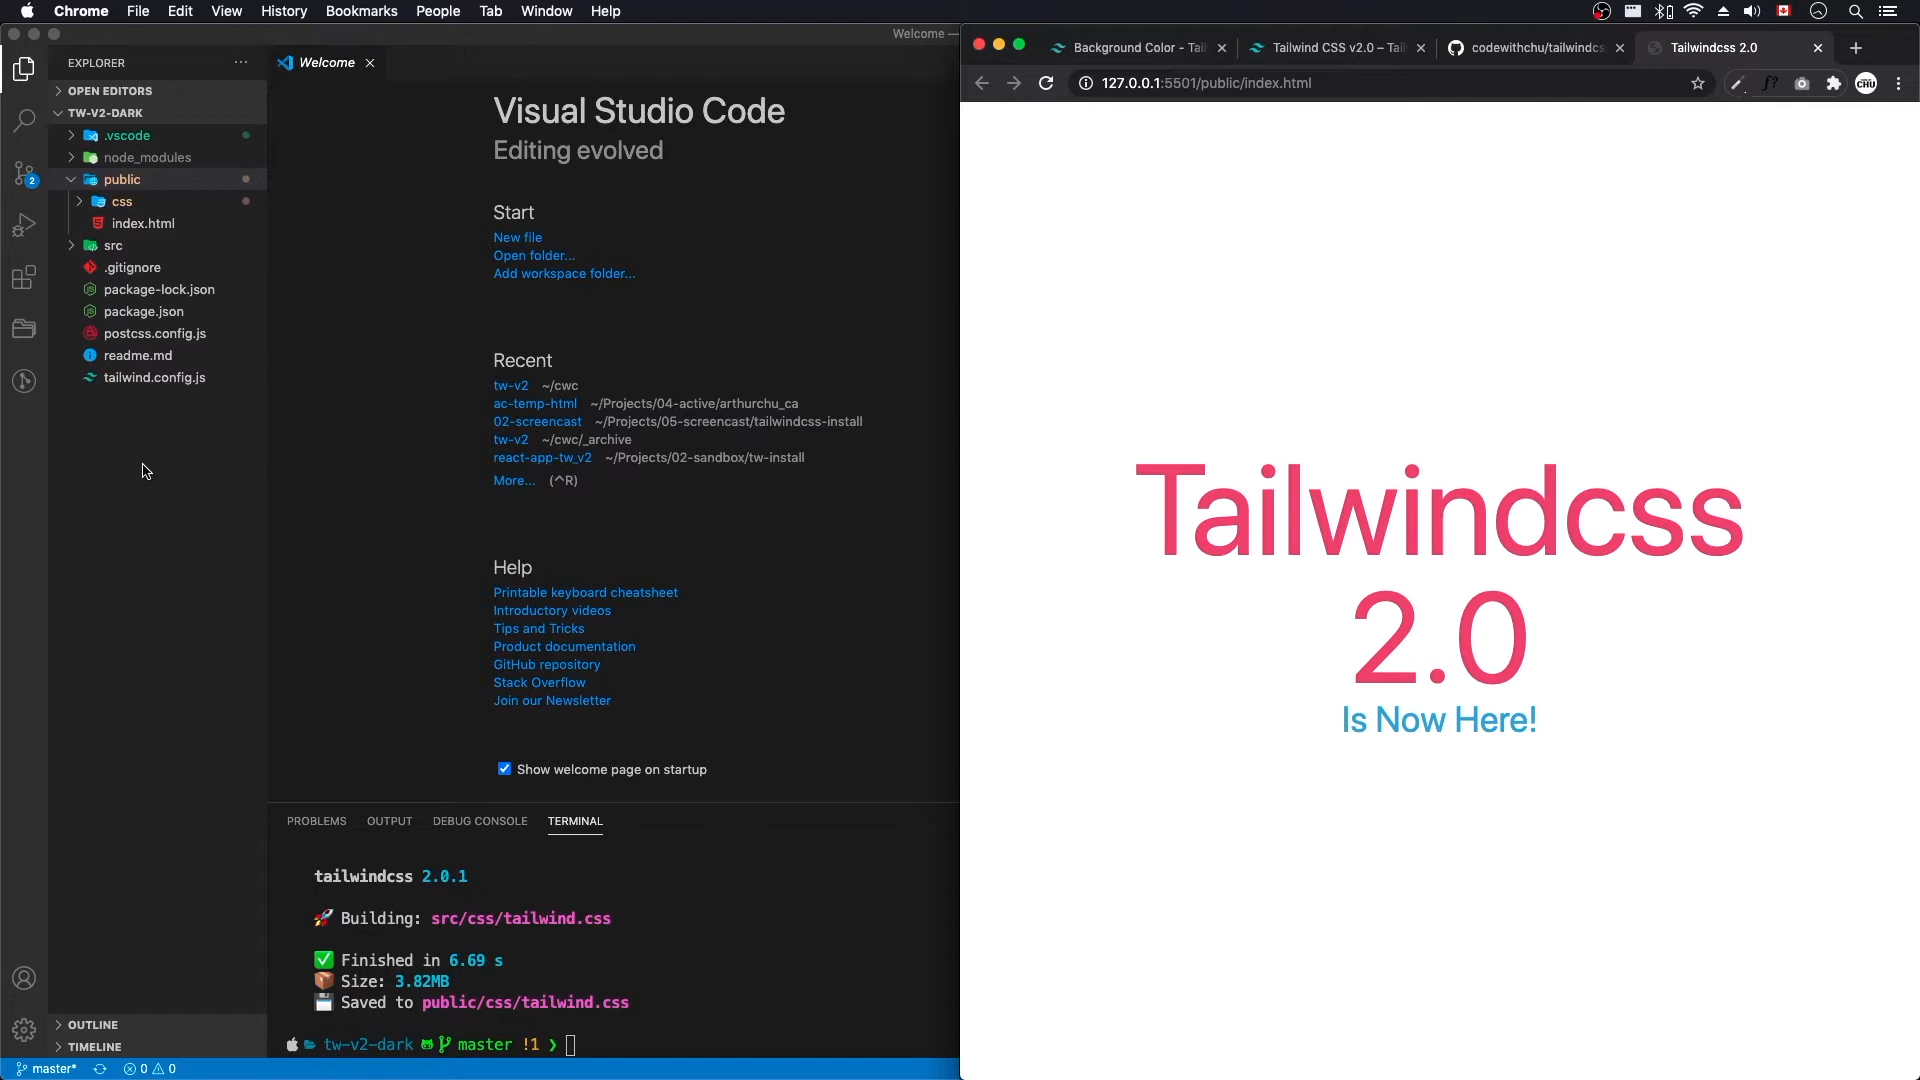 Chrome File Edit View History Bookmarks People Tab Window Help
Welcome —
EXPLORER
OPEN EDITORS
TW-V2-DARK
.vscode
node_modules
public
css
index.html
src
.gitignore
package-lock.json
package.json
postcss.config.js
readme.md
tailwind.config.js
OUTLINE
TIMELINE
2
Welcome
Visual Studio Code
Editing evolved
Start
New file
Open folder...
Add workspace folder...
Recent
tw-v2 ~/cwc
ac-temp-html ~/Projects/04-active/arthurchu_ca
02-screencast ~/Projects/05-screencast/tailwindcss-install
tw-v2 ~/cwc/_archive
react-app-tw_v2 ~/Projects/02-sandbox/tw-install
More... (^R)
Help
Printable keyboard cheatsheet
Introductory videos
Tips and Tricks
Product documentation
GitHub repository
Stack Overflow
Join our Newsletter
Show welcome page on startup
PROBLEMS OUTPUT DEBUG CONSOLE TERMINAL
tailwindcss 2.0.1
🚀 Building: src/css/tailwind.css
✅ Finished in 6.69 s
📦 Size: 3.82MB
💾 Saved to public/css/tailwind.css
tw-v2-dark master !1 ❯
master* 0 0
Background Color - Tail
Tailwind CSS v2.0 – Tail
codewithchu/tailwindcs
Tailwindcss 2.0
127.0.0.1:5501/public/index.html
f?
CHU
Tailwindcss
2.0
Is Now Here!